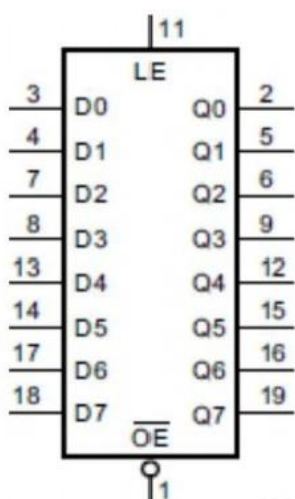 11
LE
3 D0 Q0 2
4 D1 Q1 5
7 D2 Q2 6
8 D3 Q3 9
13 D4 Q4 12
14 D5 Q5 15
17 D6 Q6 16
18 D7 Q7 19
O̅E̅
1